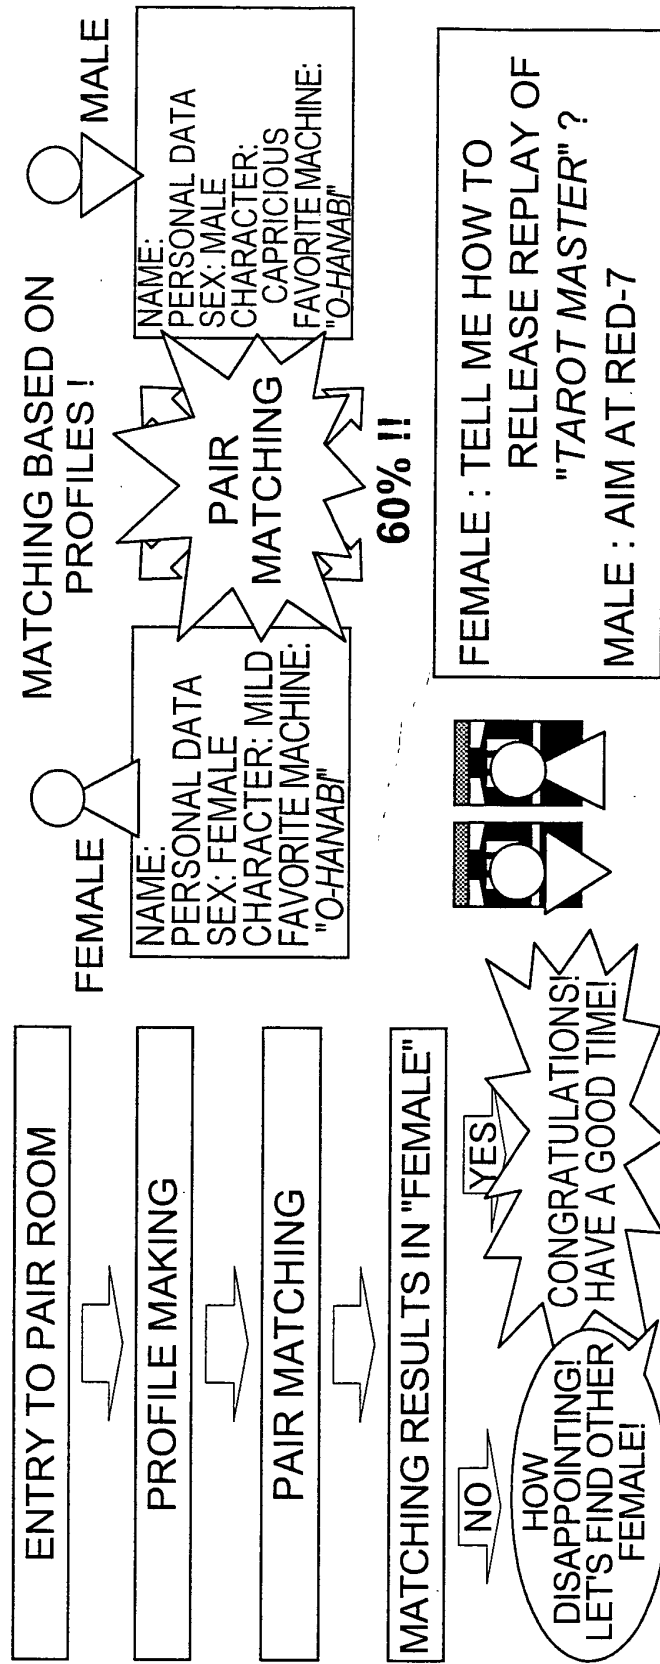 ENTRY TO PAIR ROOM
PROFILE MAKING
PAIR MATCHING
MATCHING RESULTS IN "FEMALE"
NO
YES
HOW
DISAPPOINTING!
LET'S FIND OTHER
FEMALE!
CONGRATULATIONS!
HAVE A GOOD TIME!
MATCHING BASED ON
PROFILES !
FEMALE
NAME:
PERSONAL DATA
SEX: FEMALE
CHARACTER: MILD
FAVORITE MACHINE:
"O-HANABI"
PAIR
MATCHING
60% !!
MALE
NAME:
PERSONAL DATA
SEX: MALE
CHARACTER:
CAPRICIOUS
FAVORITE MACHINE:
"O-HANABI"
FEMALE : TELL ME HOW TO
RELEASE REPLAY OF
"TAROT MASTER" ?
MALE : AIM AT RED-7